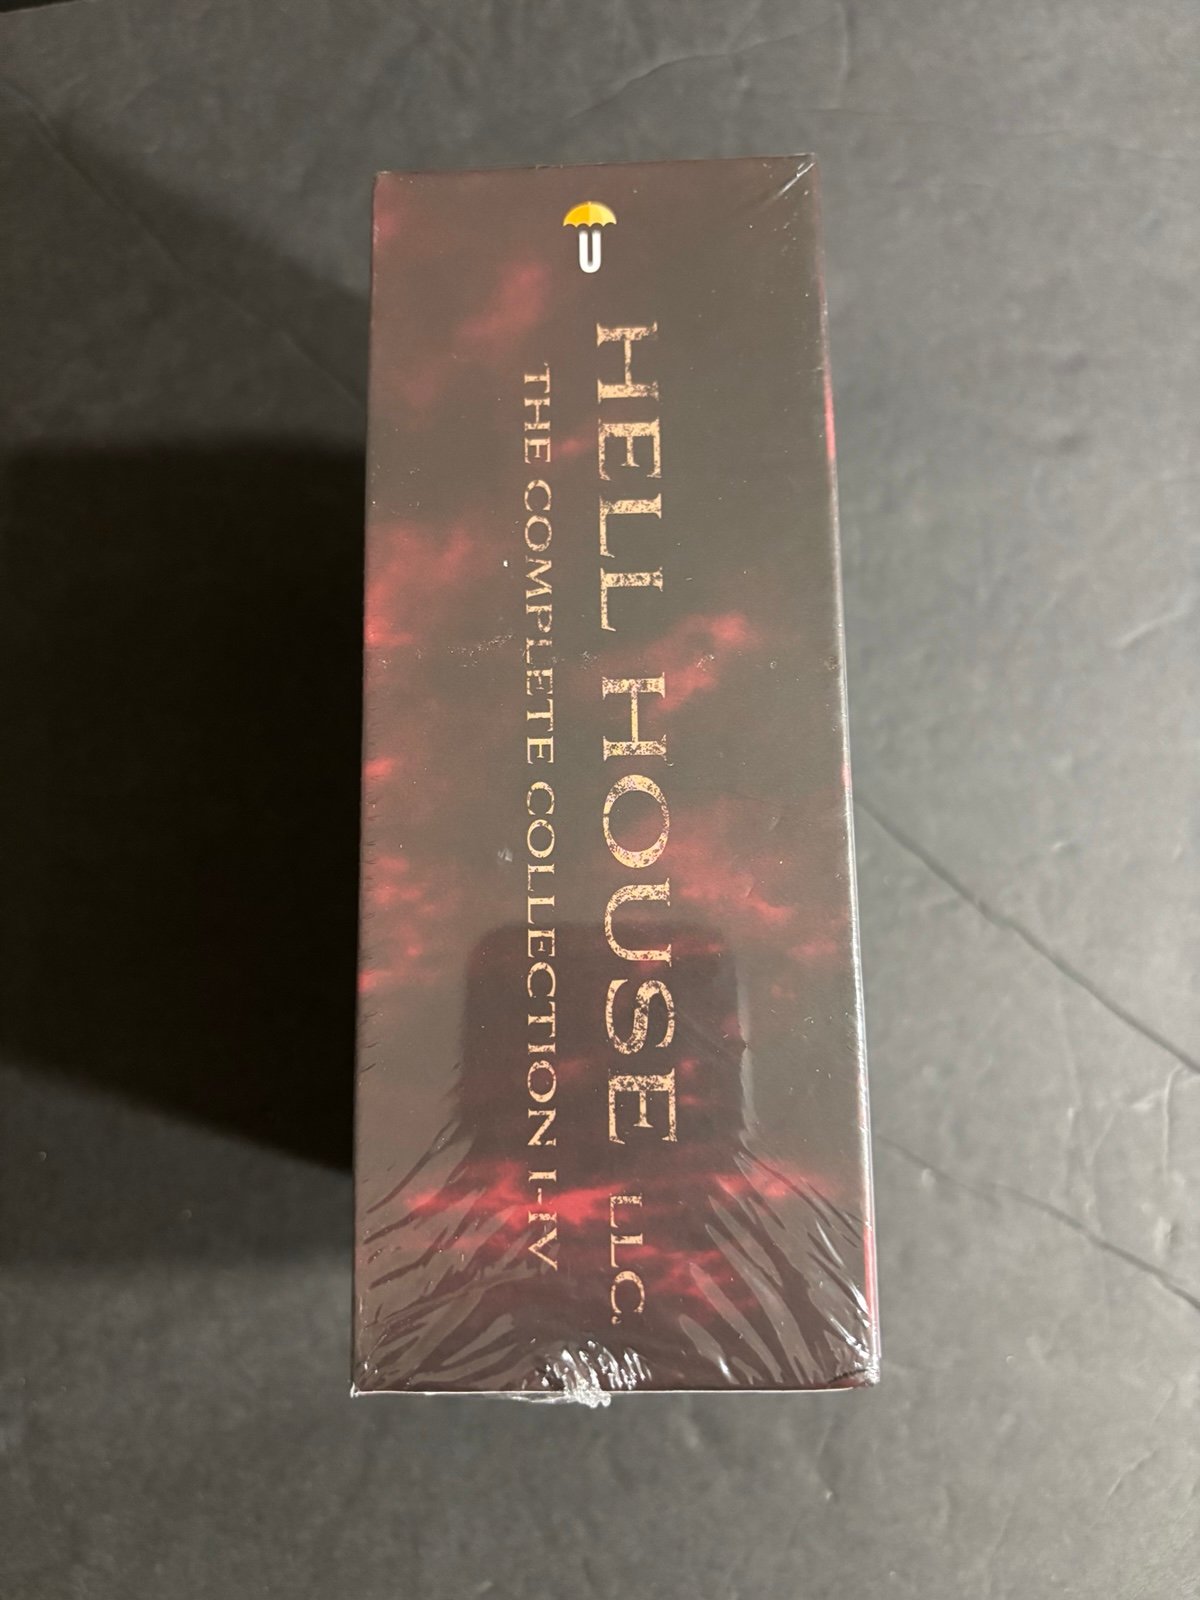 U
HELL HOUSE LLC.
THE COMPLETE COLLECTION I-IV